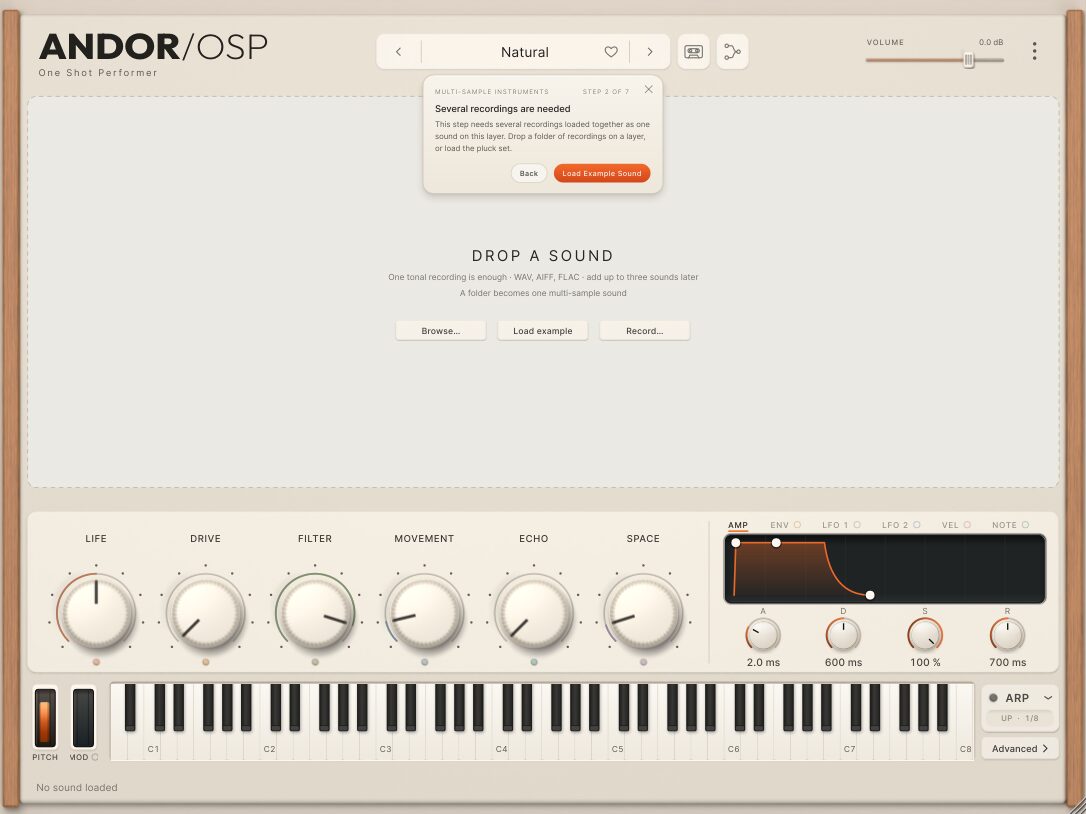 ANDOR/OSP
One Shot Performer
Natural
VOLUME 0.0 dB
MULTI-SAMPLE INSTRUMENTS STEP 2 OF 7
Several recordings are needed
This step needs several recordings loaded together as one
sound on this layer. Drop a folder of recordings on a layer,
or load the pluck set.
Back Load Example Sound
DROP A SOUND
One tonal recording is enough · WAV, AIFF, FLAC · add up to three sounds later
A folder becomes one multi-sample sound
Browse... Load example Record...
LIFE DRIVE FILTER MOVEMENT ECHO SPACE
AMP ENV LFO 1 LFO 2 VEL NOTE
A D S R
2.0 ms 600 ms 100 % 700 ms
PITCH MOD
C1 C2 C3 C4 C5 C6 C7 C8
ARP
UP · 1/8
Advanced
No sound loaded